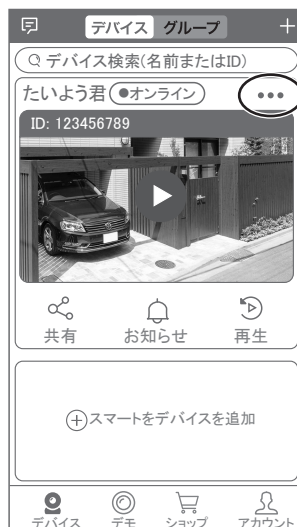 デバイス グループ
デバイス検索(名前またはID)
たいよう君 オンライン
ID: 123456789
共有 お知らせ 再生
スマートをデバイスを追加
デバイス デモ ショップ アカウント